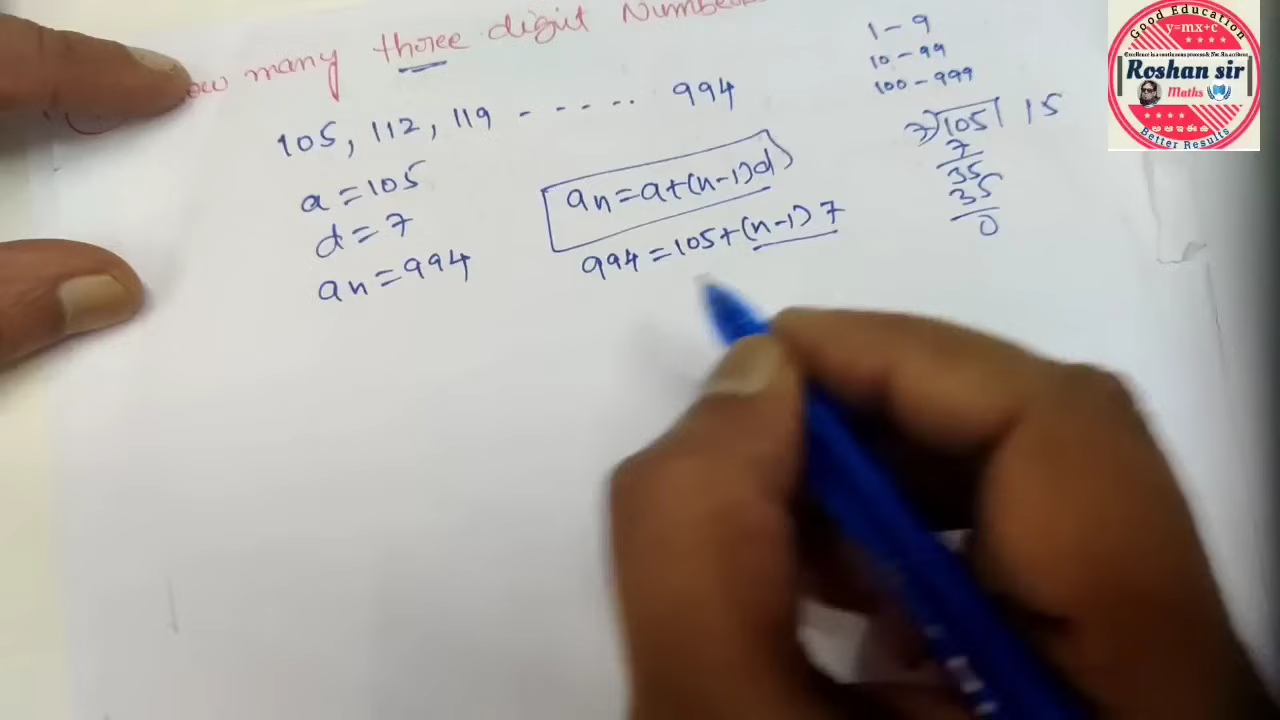 many three digit Number
105, 112, 119 - - - - .. 994
a = 105
d = 7
an = 994
an = a+(n-1)d
994 = 105+(n-1) 7
1 - 9
10 - 99
100 - 999
7)105( 15
7
35
35
0
Good Education
y=mx+c
Roshan sir
Maths
Better Results